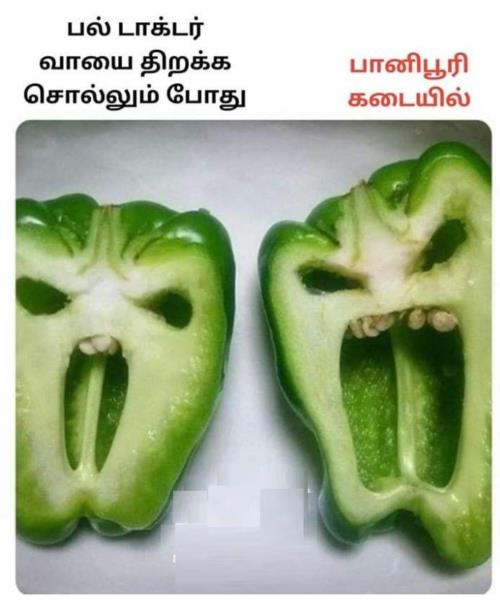 பல் டாக்டர்
வாயை திறக்க
சொல்லும் போது
பானிபூரி
கடையில்